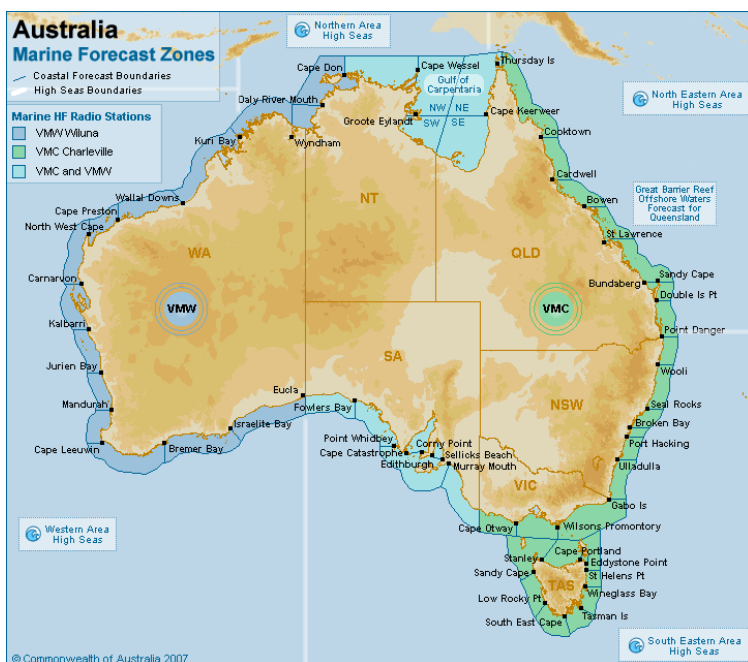 Australia
Marine Forecast Zones
Coastal Forecast Boundaries
High Seas Boundaries
Marine HF Radio Stations
VMW Wiluna
VMC Charleville
VMC and VMW
Northern Area
High Seas
North Eastern Area
High Seas
Great Barrier Reef
Offshore Waters
Forecast for
Queensland
Western Area
High Seas
South Eastern Area
High Seas
Cape Don
Cape Wessel
Thursday Is
Gulf of
Carpentaria
NW NE
SW SE
Daly River Mouth
Groote Eylandt
Cape Keerweer
Kuri Bay
Wyndham
Cooktown
Cardwell
Wallal Downs
NT
Bowen
Cape Preston
North West Cape
WA
QLD
St Lawrence
Carnarvon
Bundaberg
Sandy Cape
Double Is Pt
VMW
VMC
Kalbarri
Point Danger
SA
Jurien Bay
Wooli
Eucla
NSW
Mandurah
Fowlers Bay
Seal Rocks
Israelite Bay
Broken Bay
Cape Leeuwin
Bremer Bay
Point Whidbey
Corny Point
Port Hacking
Cape Catastrophe
Sellicks Beach
Edithburgh
Murray Mouth
Ulladulla
VIC
Gabo Is
Cape Otway
Wilsons Promontory
Stanley
Cape Portland
Eddystone Point
Sandy Cape
TAS
St Helens Pt
Wineglass Bay
Low Rocky Pt
Tasman Is
South East Cape
© Commonwealth of Australia 2007